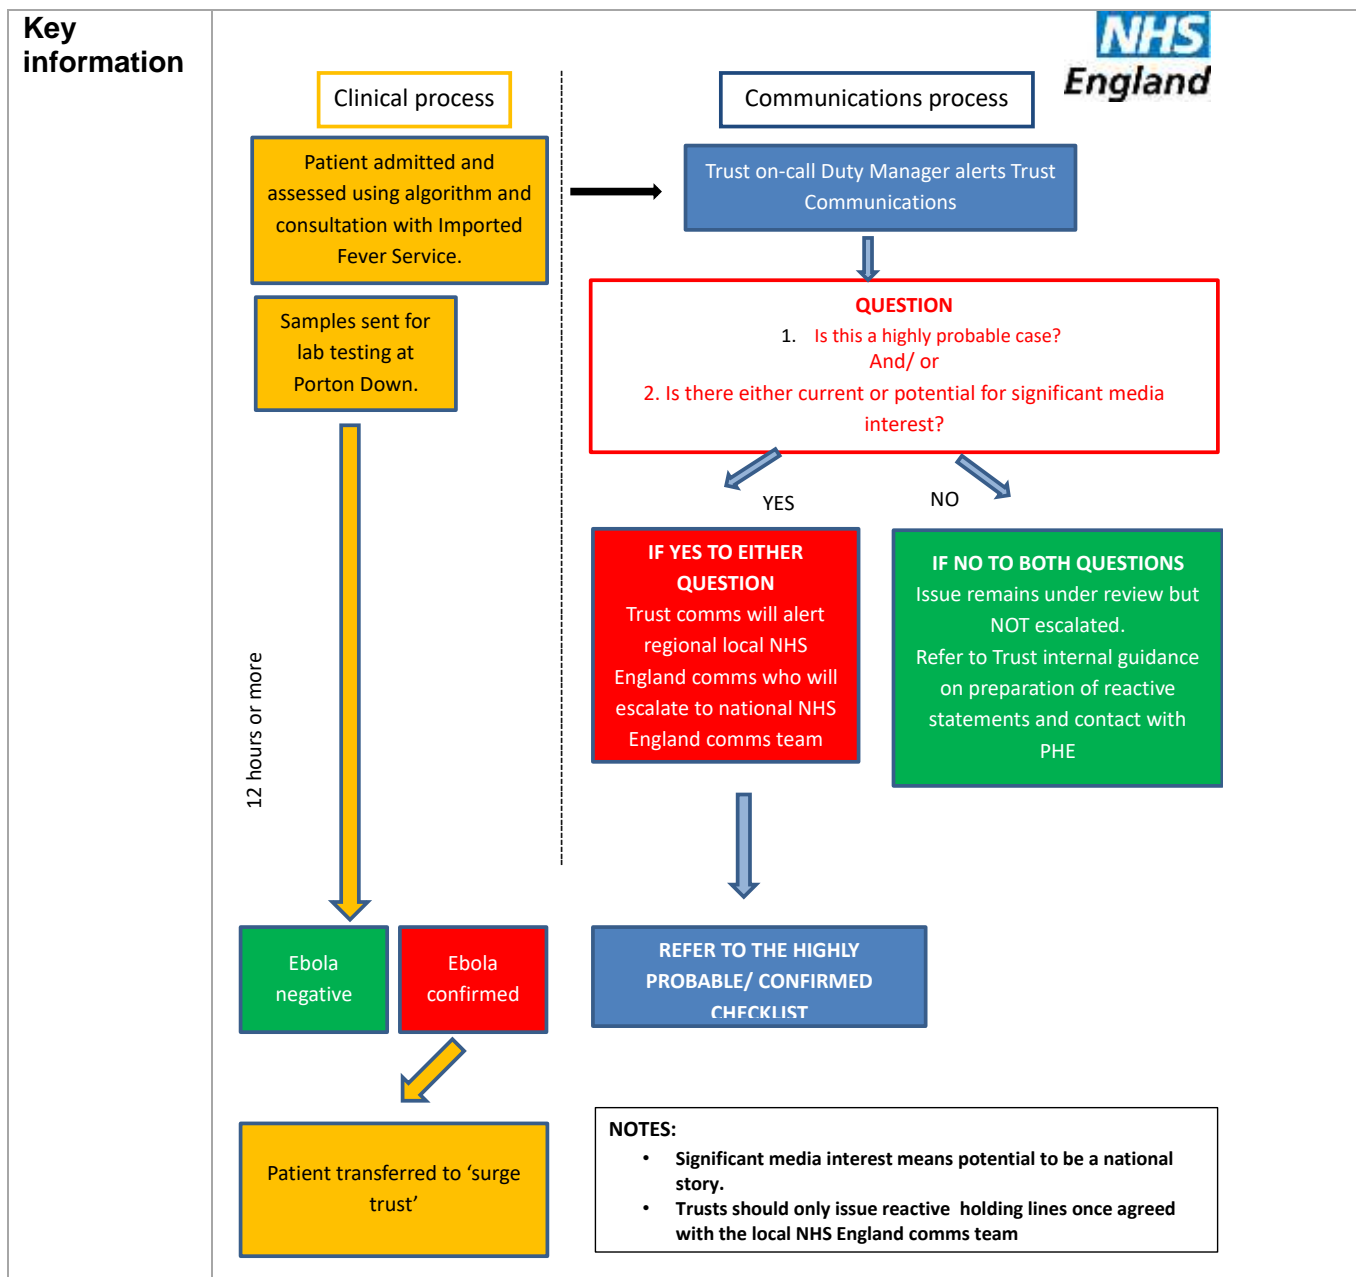 Key
information
NHS
England
Clinical process
Communications process
Patient admitted and
assessed using algorithm and
consultation with Imported
Fever Service.
Trust on-call Duty Manager alerts Trust
Communications
Samples sent for
lab testing at
Porton Down.
QUESTION
1. Is this a highly probable case?
And/ or
2. Is there either current or potential for significant media
interest?
YES
NO
IF YES TO EITHER
QUESTION
Trust comms will alert
regional local NHS
England comms who will
escalate to national NHS
England comms team
IF NO TO BOTH QUESTIONS
Issue remains under review but
NOT escalated.
Refer to Trust internal guidance
on preparation of reactive
statements and contact with
PHE
12 hours or more
Ebola
negative
Ebola
confirmed
REFER TO THE HIGHLY
PROBABLE/ CONFIRMED
CHECKLIST
Patient transferred to ‘surge
trust’
NOTES:
• Significant media interest means potential to be a national
story.
• Trusts should only issue reactive holding lines once agreed
with the local NHS England comms team